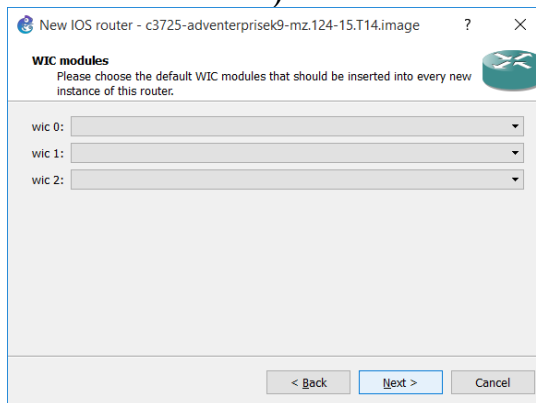 New IOS router - c3725-adventerprisek9-mz.124-15.T14.image ? ×
WIC modules
Please choose the default WIC modules that should be inserted into every new
instance of this router.
wic 0:
wic 1:
wic 2:
< Back Next > Cancel